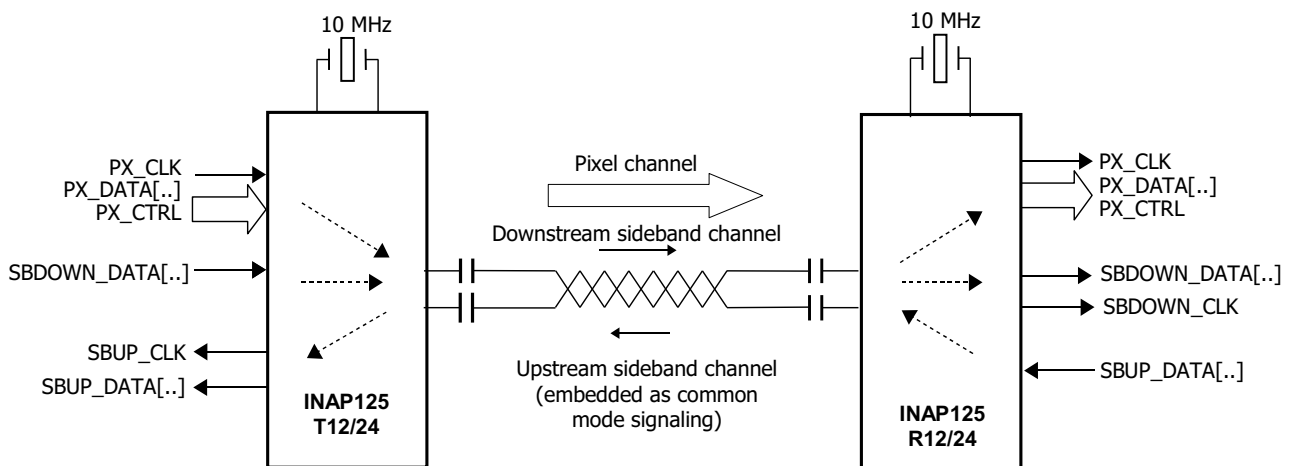 10 MHz
10 MHz
PX_CLK
PX_DATA[..]
PX_CTRL
SBDOWN_DATA[..]
SBUP_CLK
SBUP_DATA[..]
INAP125
T12/24
Pixel channel
Downstream sideband channel
Upstream sideband channel
(embedded as common
mode signaling)
INAP125
R12/24
PX_CLK
PX_DATA[..]
PX_CTRL
SBDOWN_DATA[..]
SBDOWN_CLK
SBUP_DATA[..]